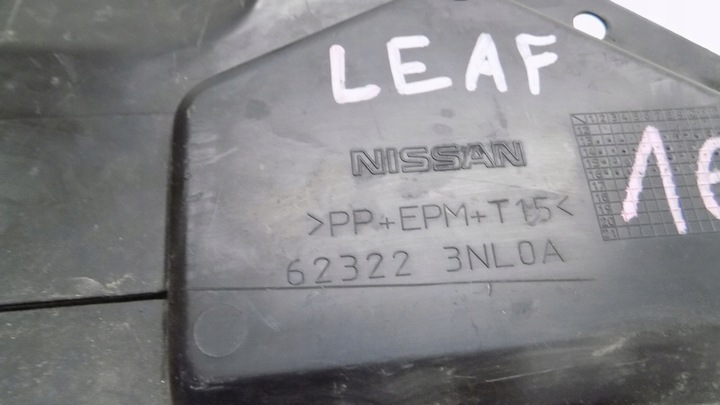 LEAF
NISSAN
>PP+EPM+T15<
62322 3NL0A